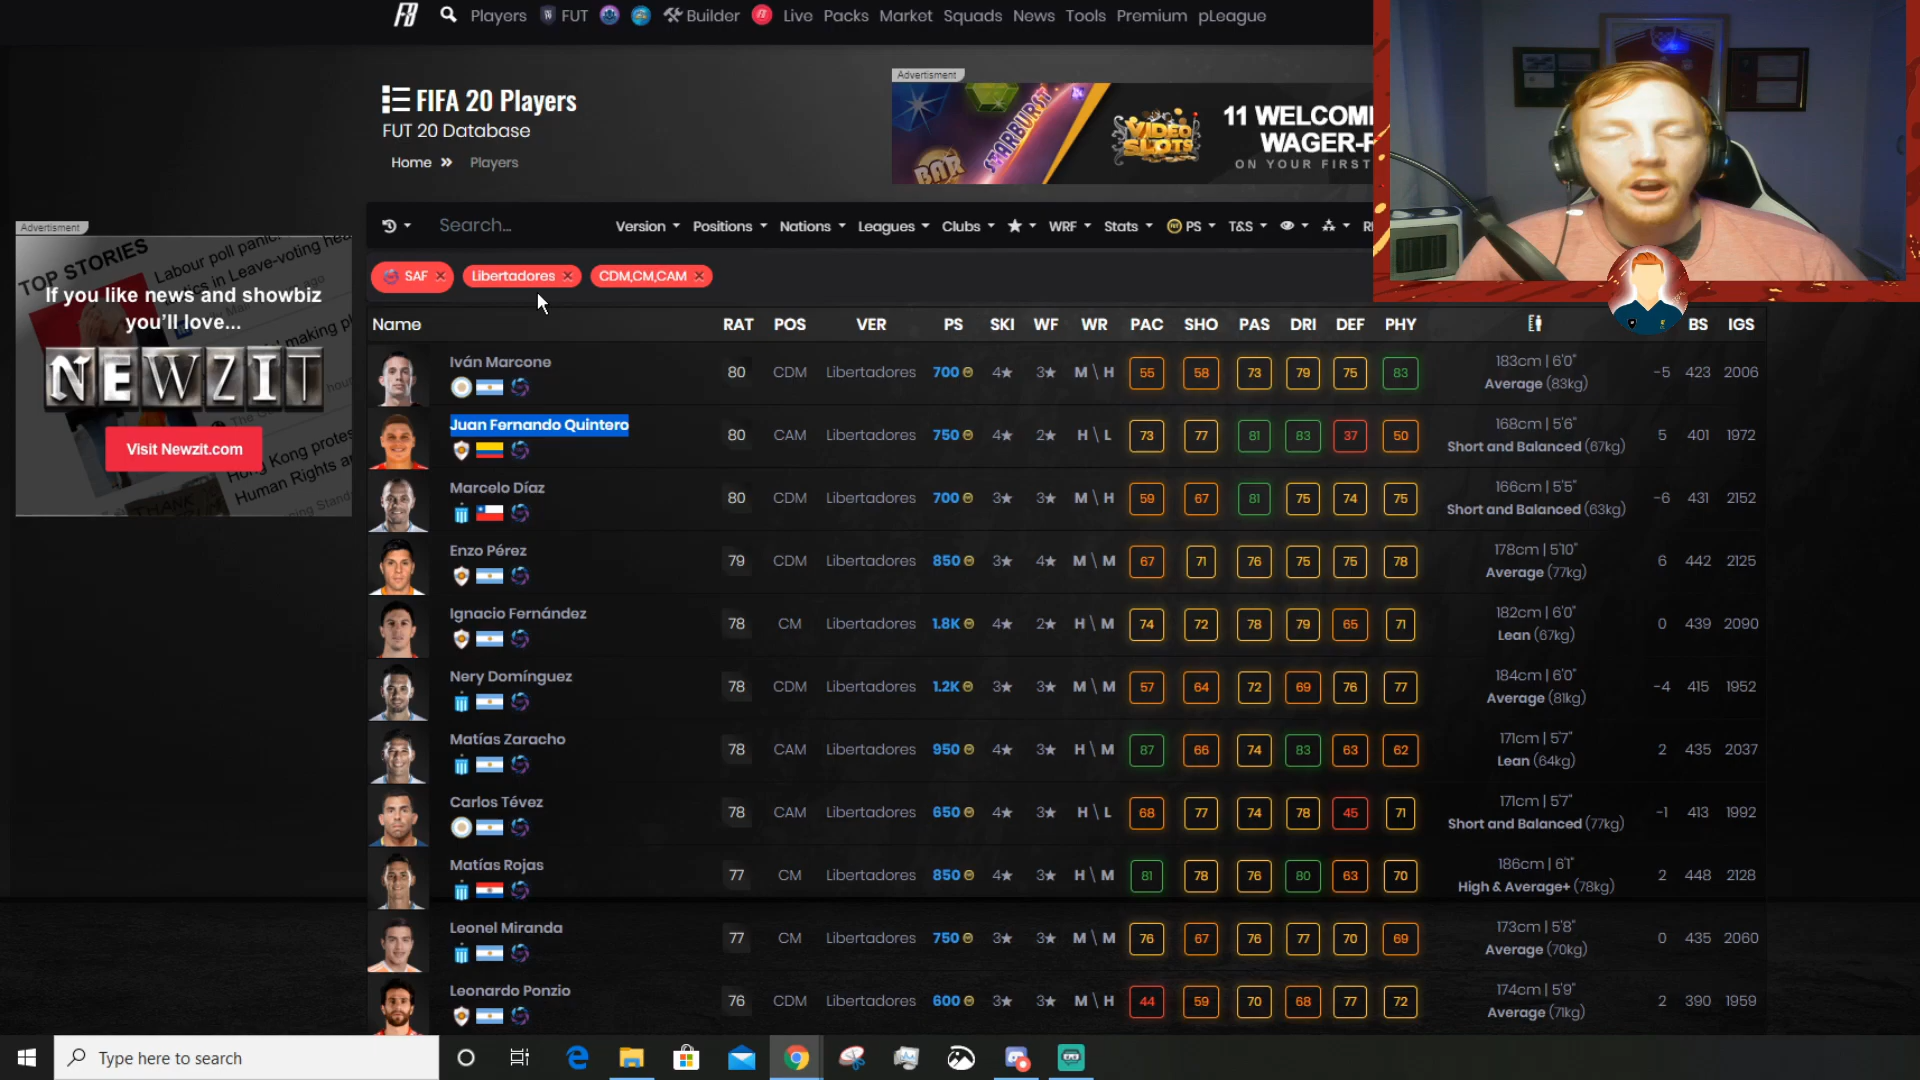 Players FUT Builder Live Packs Market Squads News Tools Premium pLeague
FIFA 20 Players
FUT 20 Database
Home » Players
Advertisment
BAR STARBURST VIDEO SLOTS
11 WELCOM
WAGER-F
ON YOUR FIRST
Search...
Version Positions Nations Leagues Clubs WRF Stats PS T&S
SAF × Libertadores × CDM,CM,CAM ×
Advertisment
TOP STORIES
If you like news and showbiz
you'll love...
NEWZIT
Visit Newzit.com
Name RAT POS VER PS SKI WF WR PAC SHO PAS DRI DEF PHY BS IGS
Iván Marcone 80 CDM Libertadores 700 4★ 3★ M \ H 55 58 73 79 75 83 183cm | 6'0" Average (83kg) -5 423 2006
Juan Fernando Quintero 80 CAM Libertadores 750 4★ 2★ H \ L 73 77 81 83 37 50 168cm | 5'6" Short and Balanced (67kg) 5 401 1972
Marcelo Díaz 80 CDM Libertadores 700 3★ 3★ M \ H 59 67 81 75 74 75 166cm | 5'5" Short and Balanced (63kg) -6 431 2152
Enzo Pérez 79 CDM Libertadores 850 3★ 4★ M \ M 67 71 76 75 75 78 178cm | 5'10" Average (77kg) 6 442 2125
Ignacio Fernández 78 CM Libertadores 1.8K 4★ 2★ H \ M 74 72 78 79 65 71 182cm | 6'0" Lean (67kg) 0 439 2090
Nery Domínguez 78 CDM Libertadores 1.2K 3★ 3★ M \ M 57 64 72 69 76 77 184cm | 6'0" Average (81kg) -4 415 1952
Matías Zaracho 78 CAM Libertadores 950 4★ 3★ H \ M 87 66 74 83 63 62 171cm | 5'7" Lean (64kg) 2 435 2037
Carlos Tévez 78 CAM Libertadores 650 4★ 3★ H \ L 68 77 74 78 45 71 171cm | 5'7" Short and Balanced (77kg) -1 413 1992
Matías Rojas 77 CM Libertadores 850 4★ 3★ H \ M 81 78 76 80 63 70 186cm | 6'1" High & Average+ (78kg) 2 448 2128
Leonel Miranda 77 CM Libertadores 750 3★ 3★ M \ M 76 67 76 77 70 69 173cm | 5'8" Average (70kg) 0 435 2060
Leonardo Ponzio 76 CDM Libertadores 600 3★ 3★ M \ H 44 59 70 68 77 72 174cm | 5'9" Average (71kg) 2 390 1959
Type here to search